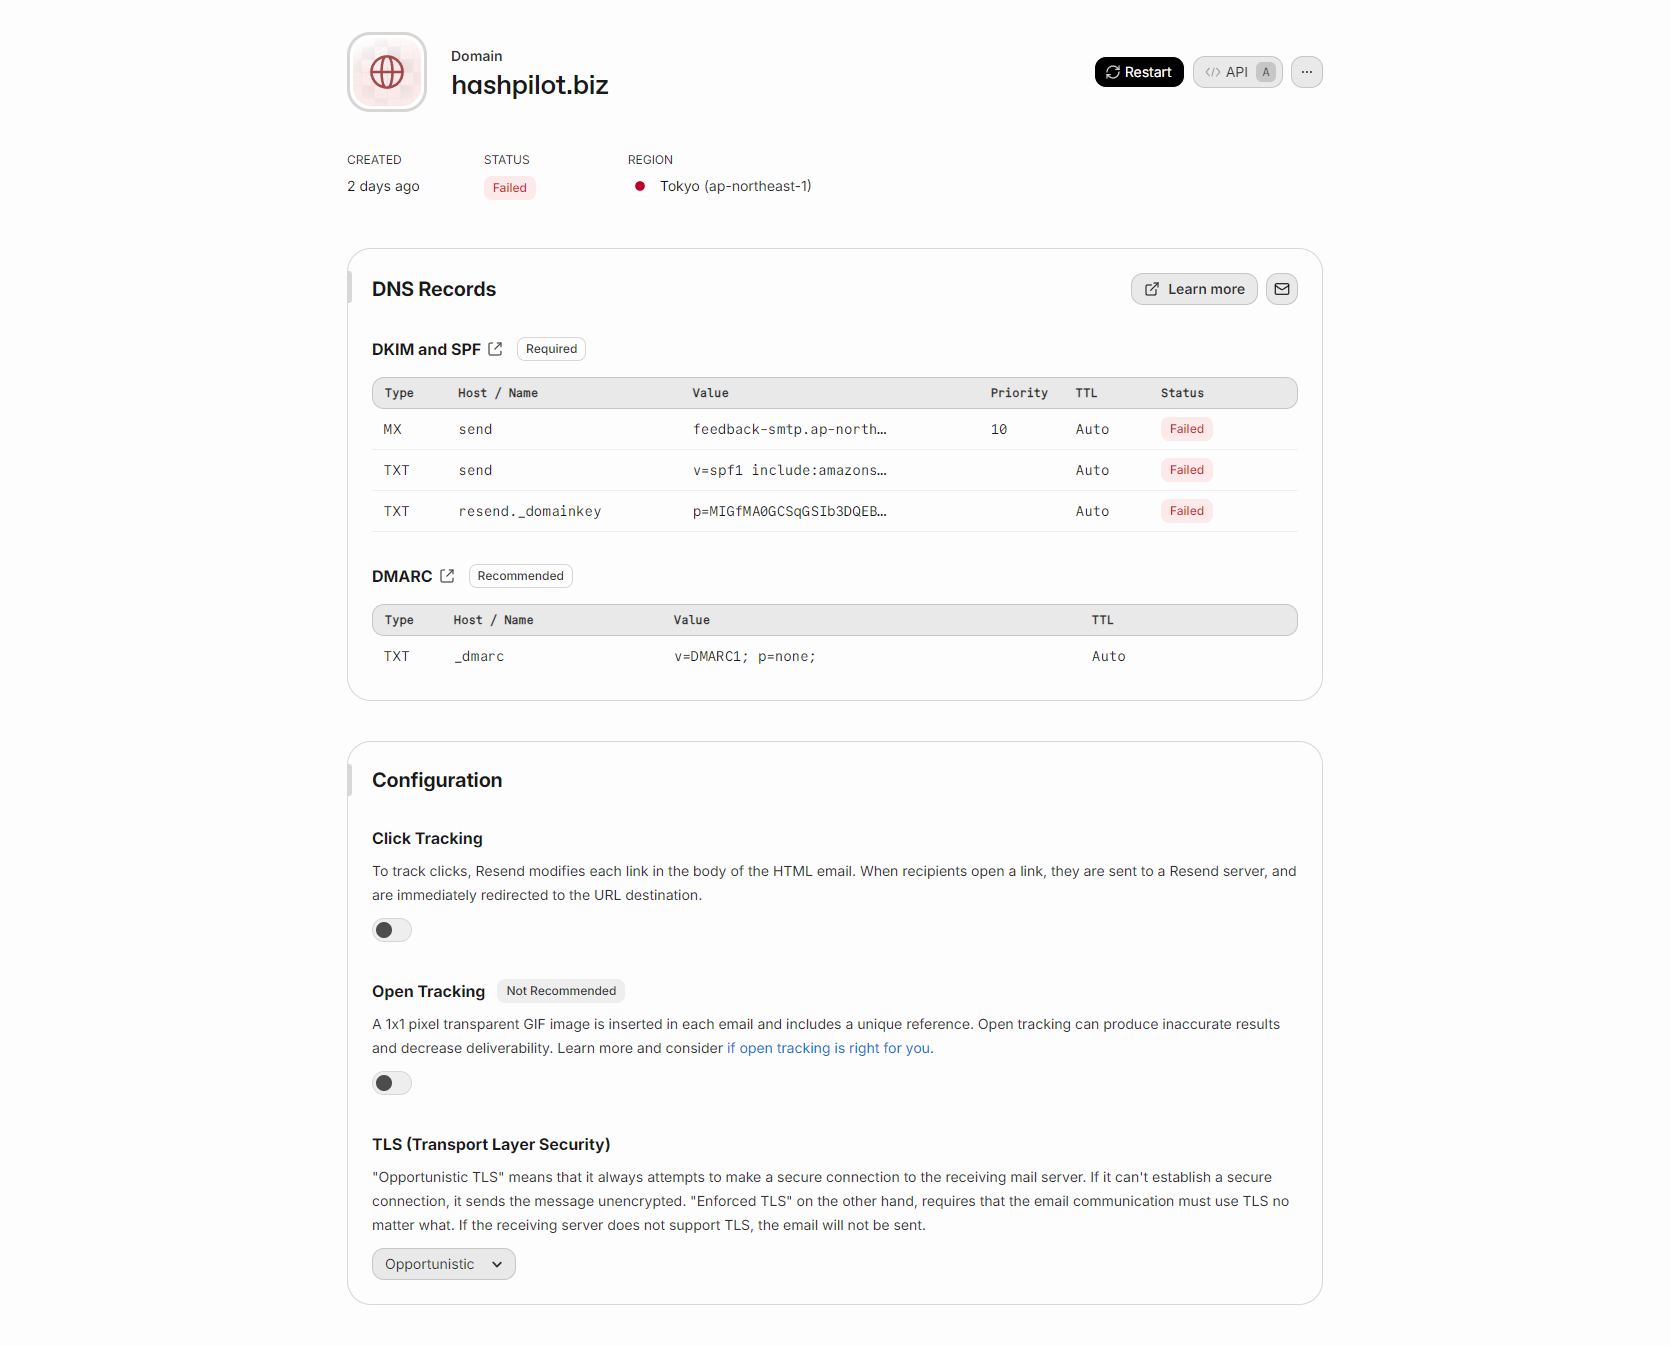 Domain
hashpilot.biz
Restart
API A
CREATED STATUS REGION
2 days ago Failed Tokyo (ap-northeast-1)
DNS Records
Learn more
DKIM and SPF Required
Type Host / Name Value Priority TTL Status
MX send feedback-smtp.ap-north… 10 Auto Failed
TXT send v=spf1 include:amazons… Auto Failed
TXT resend._domainkey p=MIGfMA0GCSqGSIb3DQEB… Auto Failed
DMARC Recommended
Type Host / Name Value TTL
TXT _dmarc v=DMARC1; p=none; Auto
Configuration
Click Tracking
To track clicks, Resend modifies each link in the body of the HTML email. When recipients open a link, they are sent to a Resend server, and
are immediately redirected to the URL destination.
Open Tracking Not Recommended
A 1x1 pixel transparent GIF image is inserted in each email and includes a unique reference. Open tracking can produce inaccurate results
and decrease deliverability. Learn more and consider if open tracking is right for you.
TLS (Transport Layer Security)
"Opportunistic TLS" means that it always attempts to make a secure connection to the receiving mail server. If it can't establish a secure
connection, it sends the message unencrypted. "Enforced TLS" on the other hand, requires that the email communication must use TLS no
matter what. If the receiving server does not support TLS, the email will not be sent.
Opportunistic